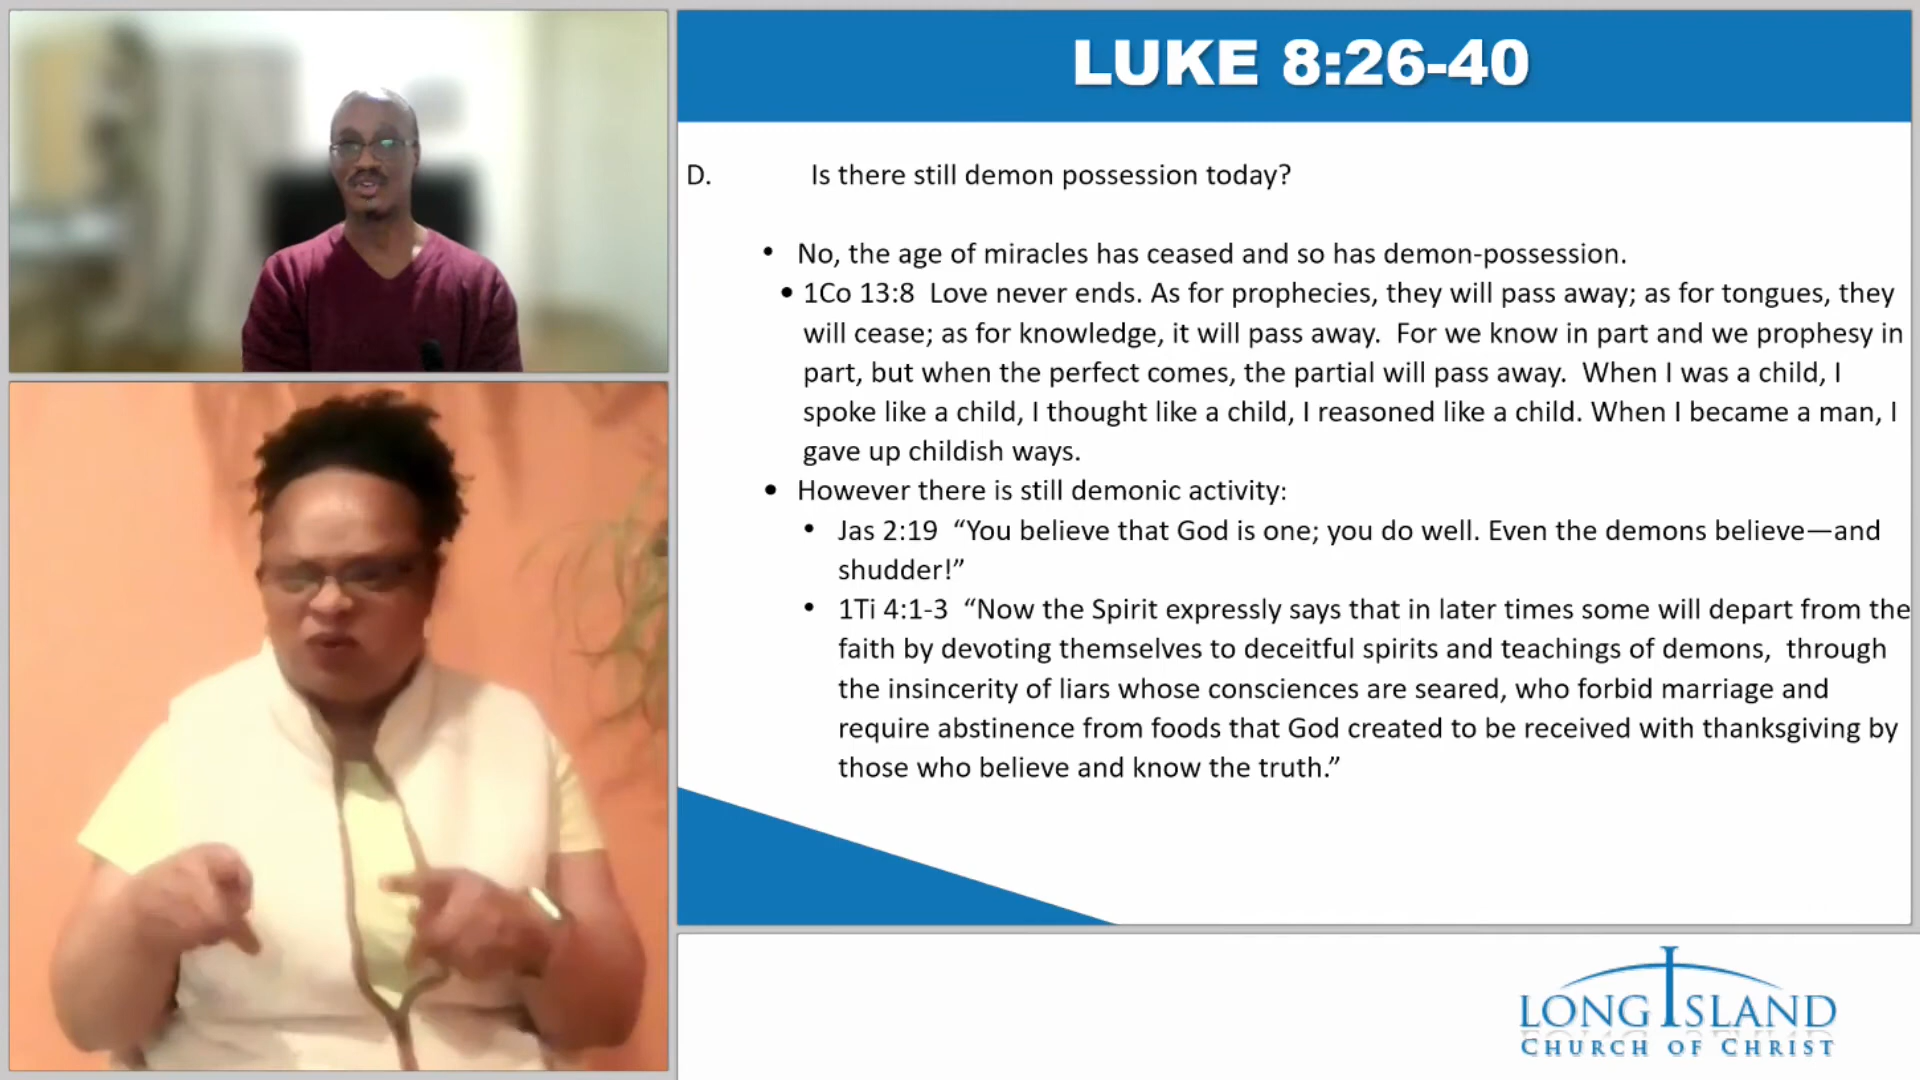 LUKE 8:26-40
D. Is there still demon possession today?
• No, the age of miracles has ceased and so has demon-possession.
• 1Co 13:8 Love never ends. As for prophecies, they will pass away; as for tongues, they
will cease; as for knowledge, it will pass away. For we know in part and we prophesy in
part, but when the perfect comes, the partial will pass away. When I was a child, I
spoke like a child, I thought like a child, I reasoned like a child. When I became a man, I
gave up childish ways.
• However there is still demonic activity:
• Jas 2:19 “You believe that God is one; you do well. Even the demons believe—and
shudder!”
• 1Ti 4:1-3 “Now the Spirit expressly says that in later times some will depart from the
faith by devoting themselves to deceitful spirits and teachings of demons, through
the insincerity of liars whose consciences are seared, who forbid marriage and
require abstinence from foods that God created to be received with thanksgiving by
those who believe and know the truth.”
LONG ISLAND
CHURCH OF CHRIST